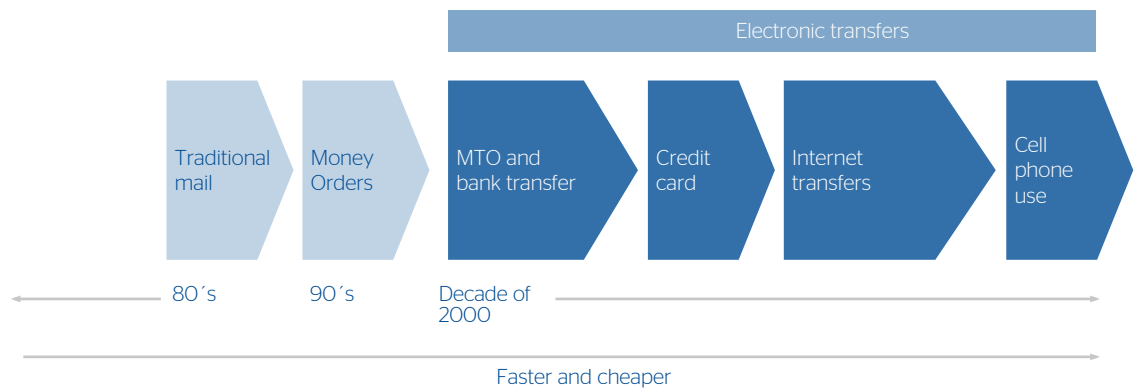 Electronic transfers
Traditional
mail
Money
Orders
MTO and
bank transfer
Credit
card
Internet
transfers
Cell
phone
use
80´s
90´s
Decade of
2000
Faster and cheaper